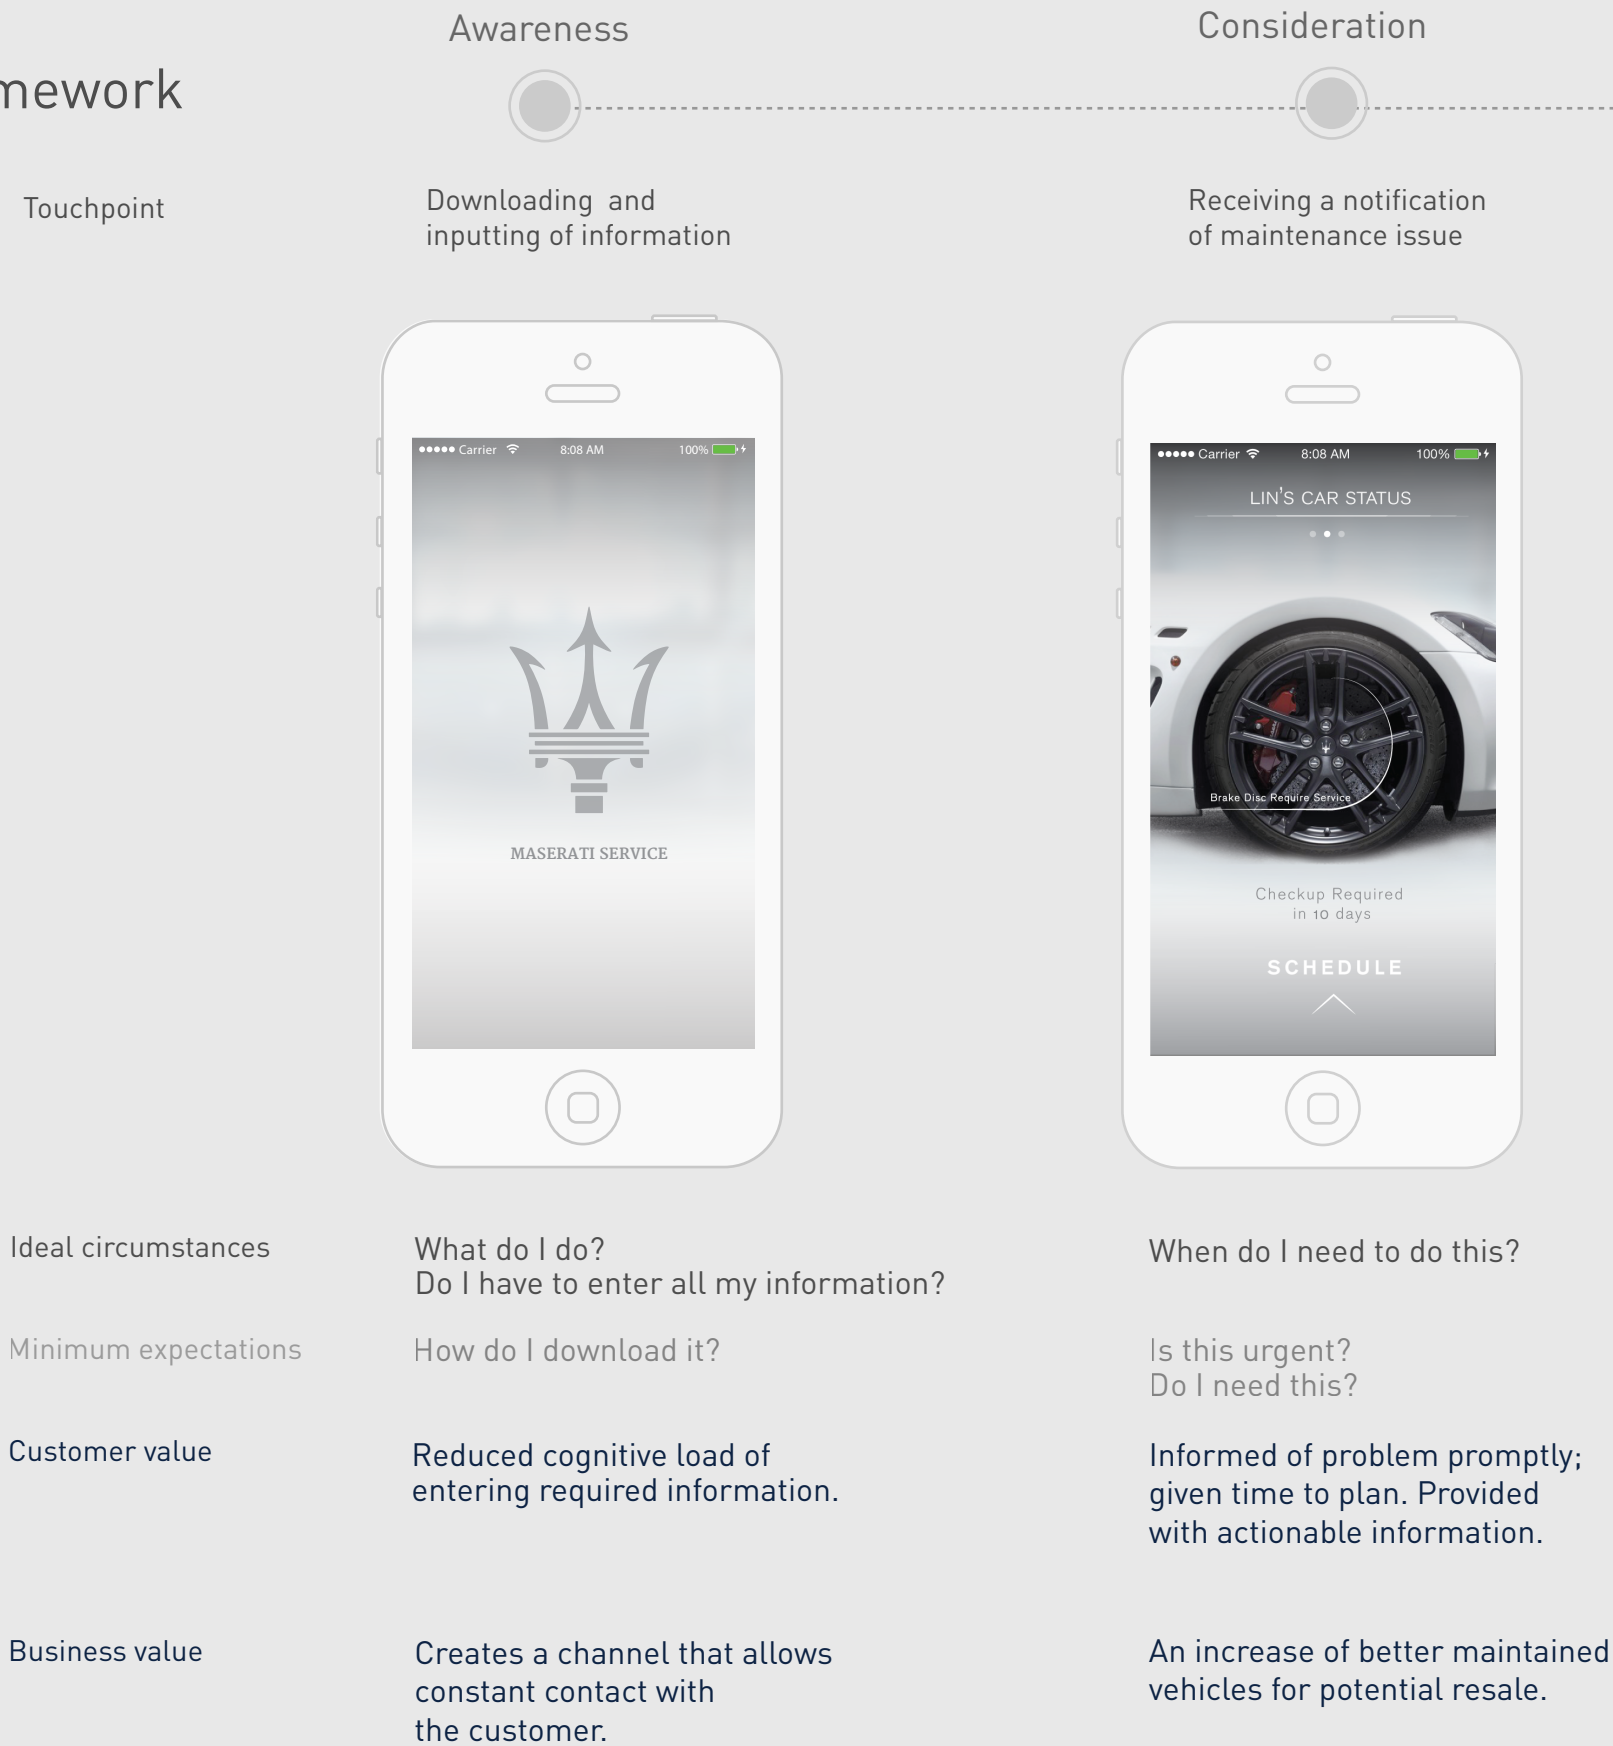 Awareness
Consideration
mework
Touchpoint
Downloading and
inputting of information
Receiving a notification
of maintenance issue
Carrier 8:08 AM 100%
MASERATI SERVICE
Carrier 8:08 AM 100%
LIN'S CAR STATUS
Brake Disc Require Service
Checkup Required
in 10 days
SCHEDULE
Ideal circumstances
What do I do?
Do I have to enter all my information?
When do I need to do this?
Minimum expectations
How do I download it?
Is this urgent?
Do I need this?
Customer value
Reduced cognitive load of
entering required information.
Informed of problem promptly;
given time to plan. Provided
with actionable information.
Business value
Creates a channel that allows
constant contact with
the customer.
An increase of better maintained
vehicles for potential resale.